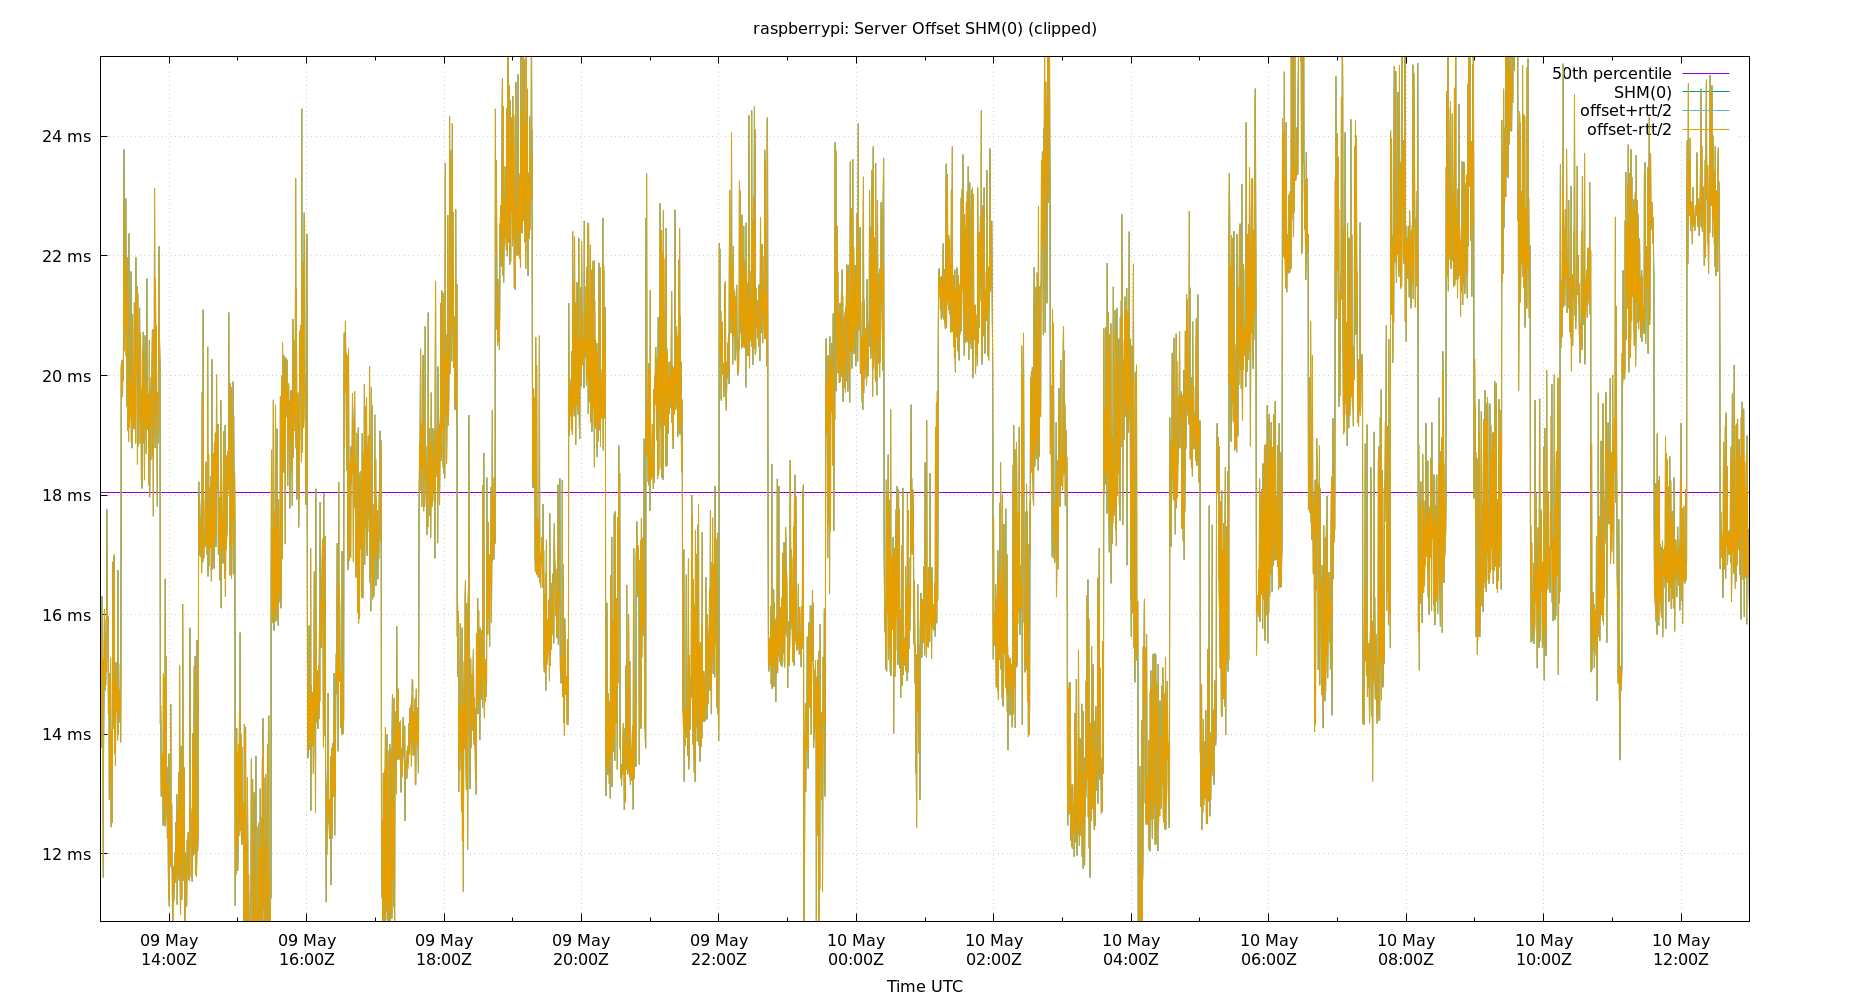 raspberrypi: Server Offset SHM(0) (clipped)
50th percentile
SHM(0)
offset+rtt/2
offset-rtt/2
24 ms
22 ms
20 ms
18 ms
16 ms
14 ms
12 ms
09 May 09 May 09 May 09 May 09 May 10 May 10 May 10 May 10 May 10 May 10 May 10 May
14:00Z 16:00Z 18:00Z 20:00Z 22:00Z 00:00Z 02:00Z 04:00Z 06:00Z 08:00Z 10:00Z 12:00Z
Time UTC